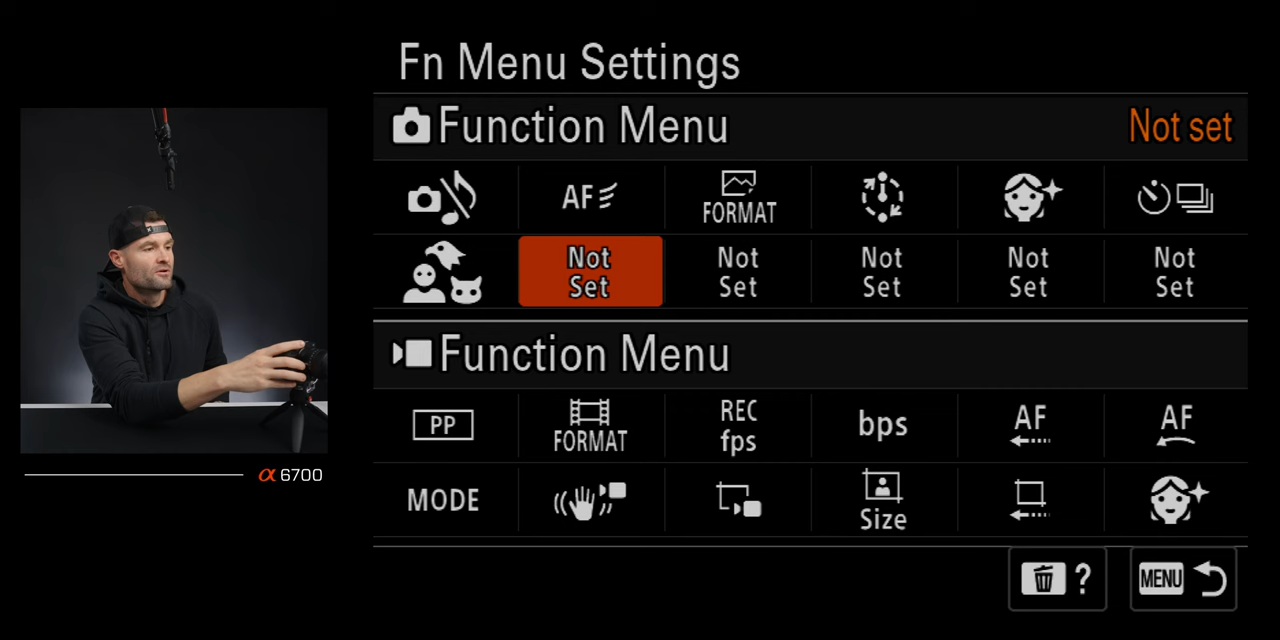 Fn Menu Settings
Function Menu
Not set
AF
FORMAT
Not
Set
Not
Set
Not
Set
Not
Set
Not
Set
Function Menu
PP
FORMAT
REC
fps
bps
AF
AF
MODE
Size
α 6700
?
MENU